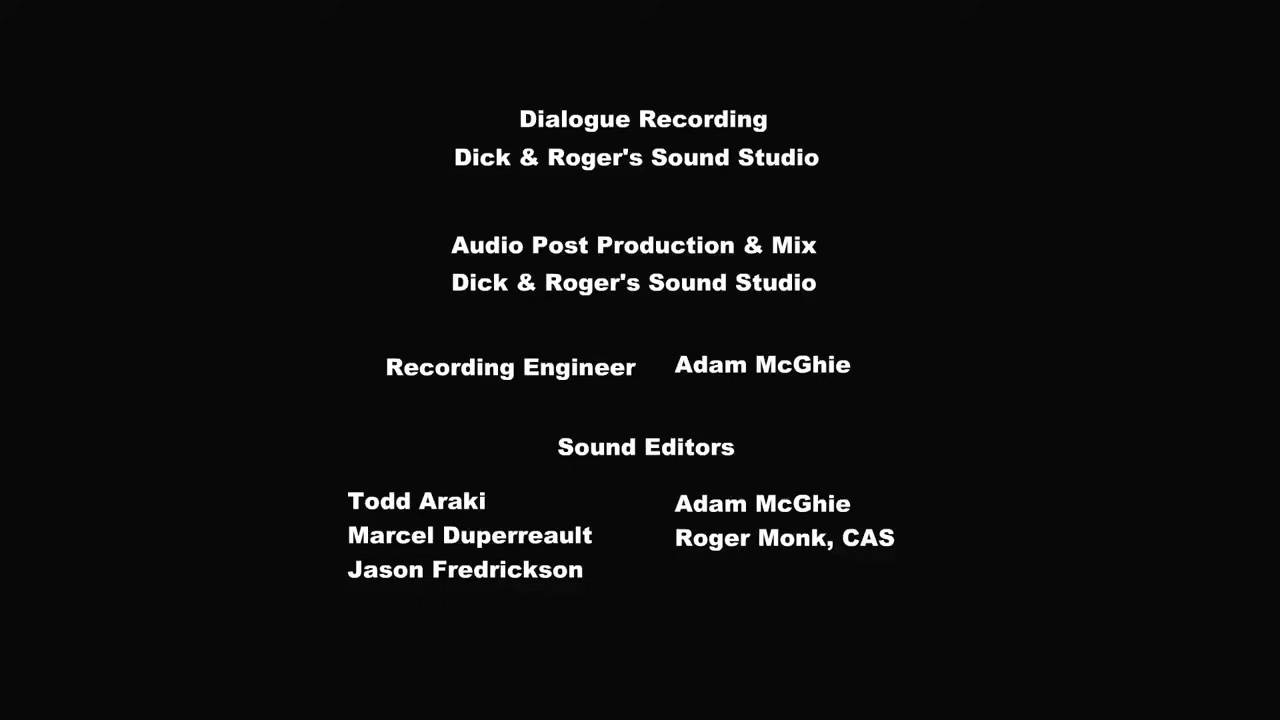 Dialogue Recording
Dick & Roger's Sound Studio
Audio Post Production & Mix
Dick & Roger's Sound Studio
Recording Engineer Adam McGhie
Sound Editors
Todd Araki Adam McGhie
Marcel Duperreault Roger Monk, CAS
Jason Fredrickson